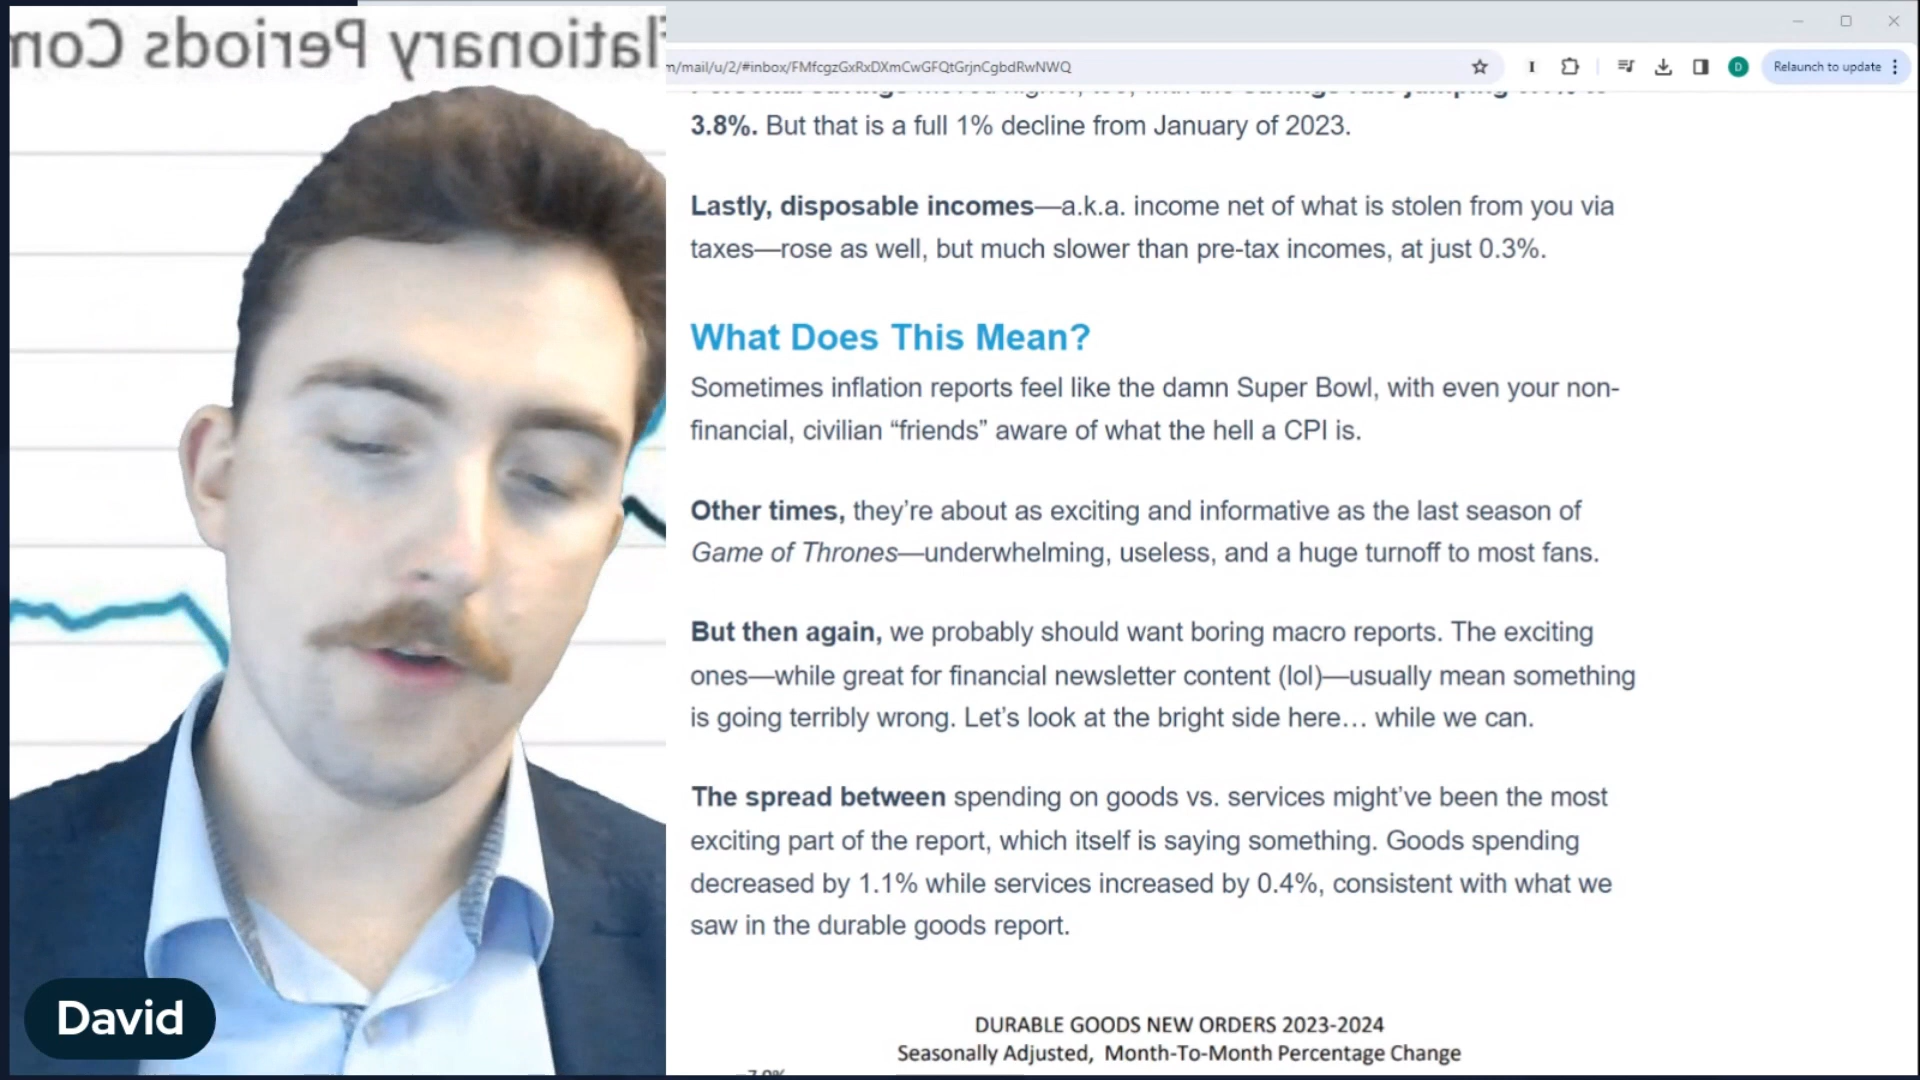 flationary Periods Com
m/mail/u/2/#inbox/FMfcgzGxRxDXmCwGFQtGrjnCgbdRwNWQ
I
D
Relaunch to update
3.8%. But that is a full 1% decline from January of 2023.
Lastly, disposable incomes—a.k.a. income net of what is stolen from you via
taxes—rose as well, but much slower than pre-tax incomes, at just 0.3%.
What Does This Mean?
Sometimes inflation reports feel like the damn Super Bowl, with even your non-
financial, civilian “friends” aware of what the hell a CPI is.
Other times, they’re about as exciting and informative as the last season of
Game of Thrones—underwhelming, useless, and a huge turnoff to most fans.
But then again, we probably should want boring macro reports. The exciting
ones—while great for financial newsletter content (lol)—usually mean something
is going terribly wrong. Let’s look at the bright side here… while we can.
The spread between spending on goods vs. services might’ve been the most
exciting part of the report, which itself is saying something. Goods spending
decreased by 1.1% while services increased by 0.4%, consistent with what we
saw in the durable goods report.
David
DURABLE GOODS NEW ORDERS 2023-2024
Seasonally Adjusted, Month-To-Month Percentage Change